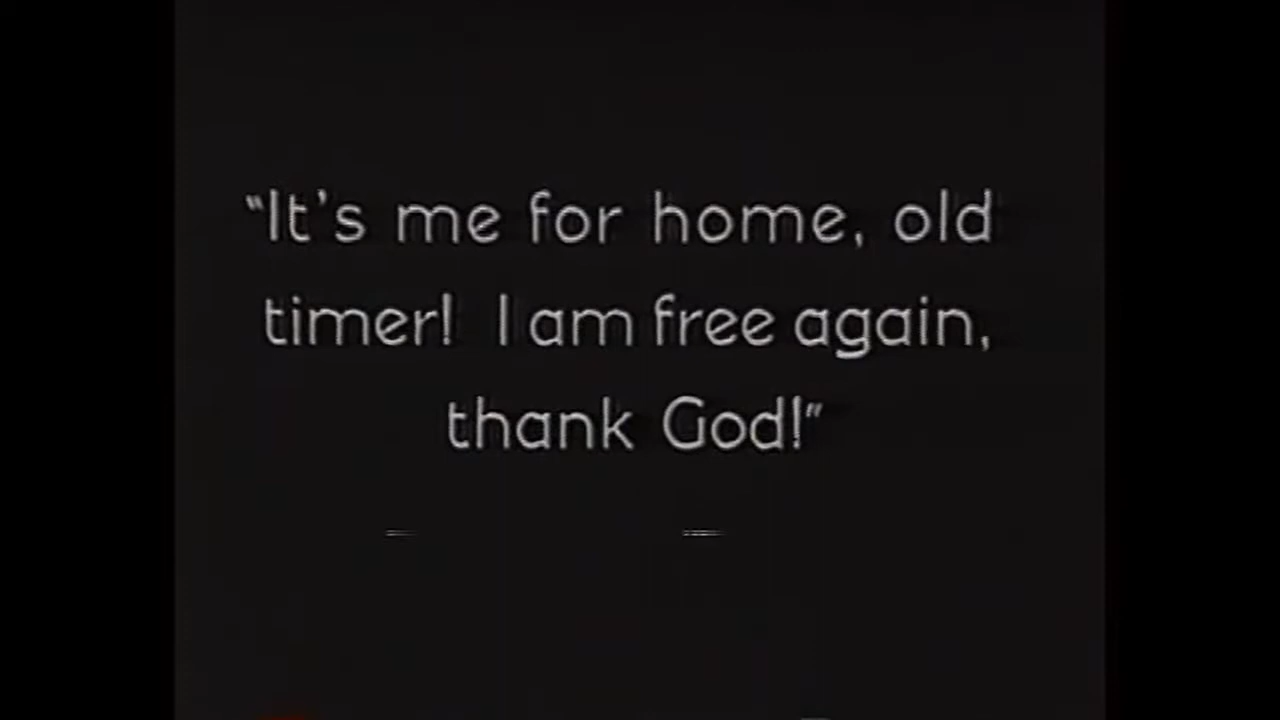 “It’s me for home, old
timer! I am free again,
thank God!”